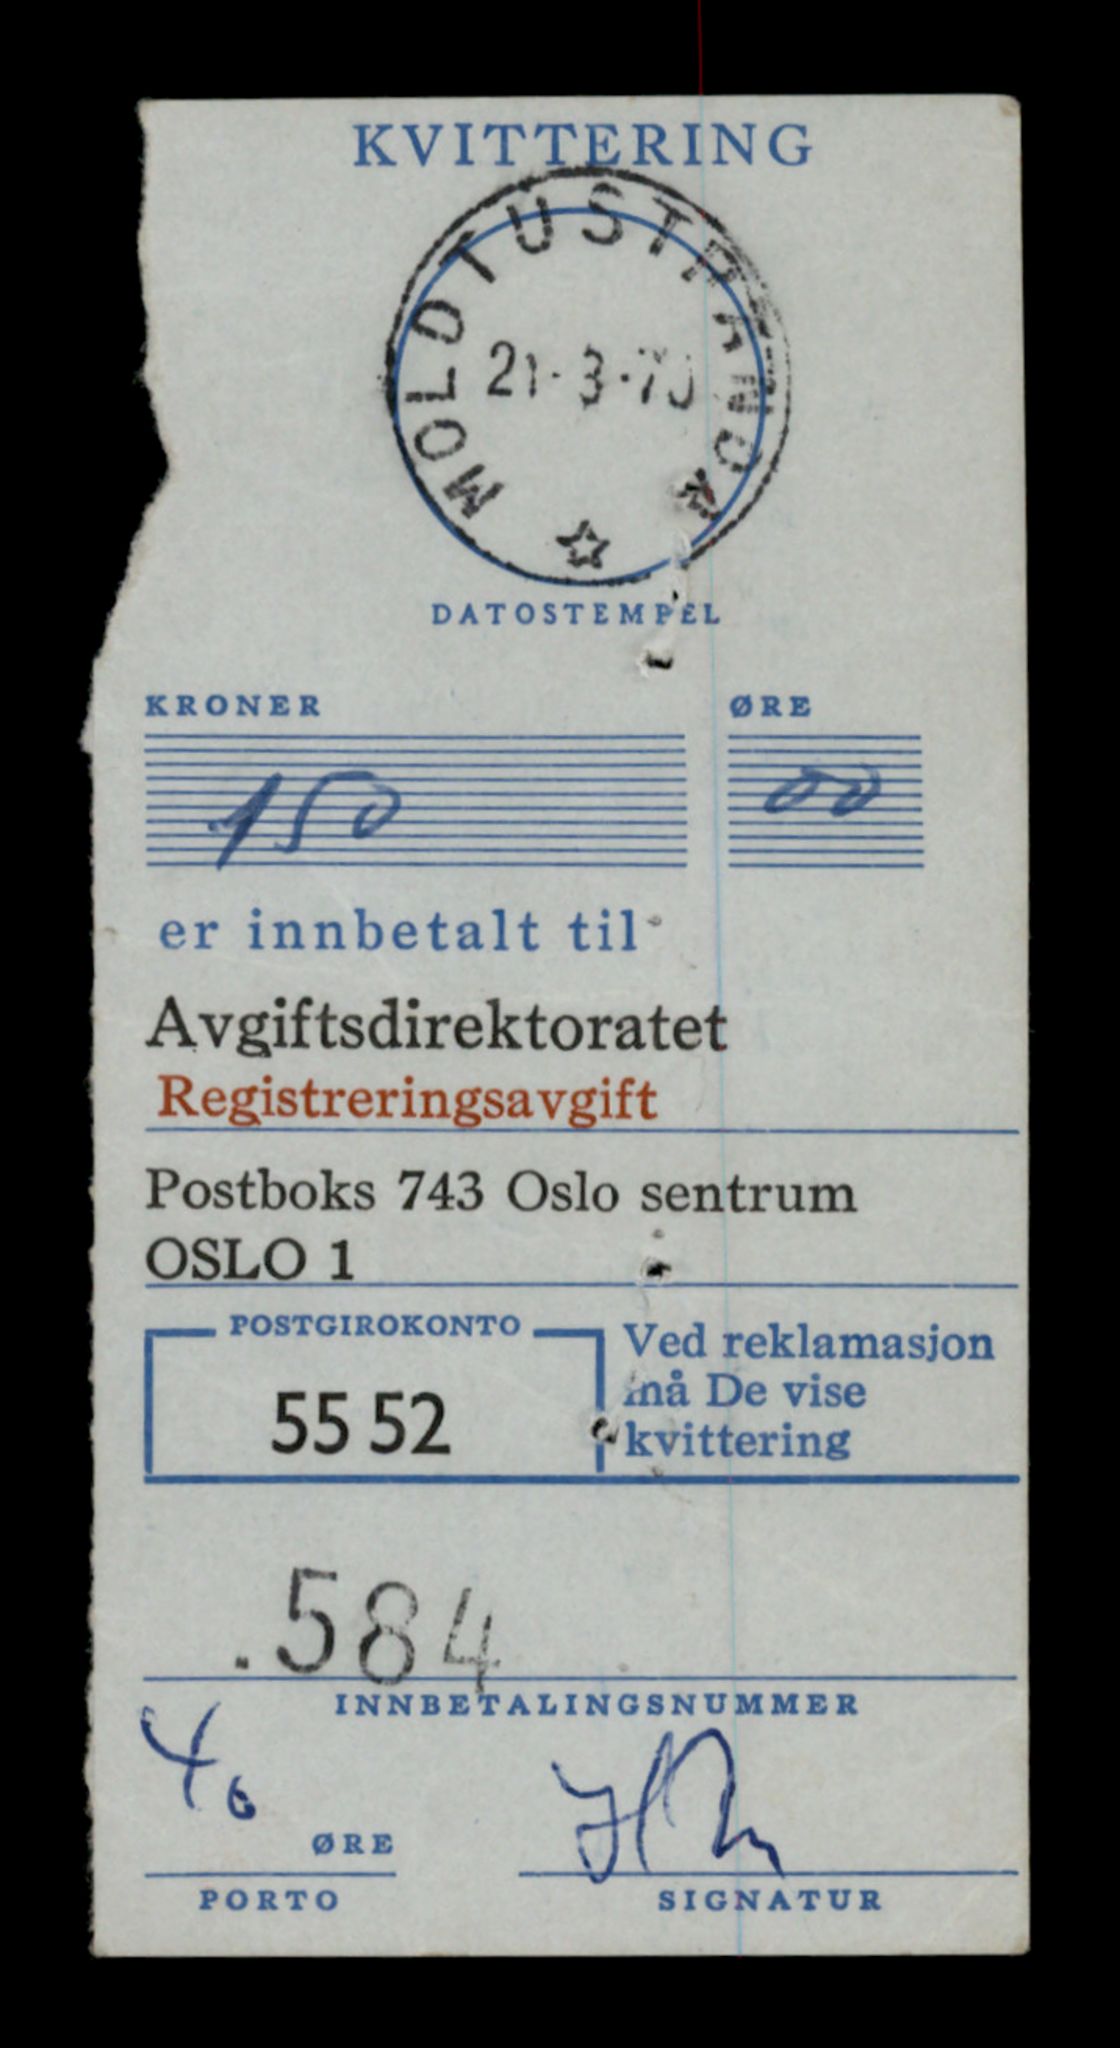 KVITTERING
MOLDTUSTRANDA
21-3-70
DATOSTEMPEL
KRONER ØRE
150 00
er innbetalt til
Avgiftsdirektoratet
Registreringsavgift
Postboks 743 Oslo sentrum
OSLO 1
POSTGIROKONTO
55 52
Ved reklamasjon
må De vise
kvittering
.584
INNBETALINGSNUMMER
40
ØRE
PORTO SIGNATUR